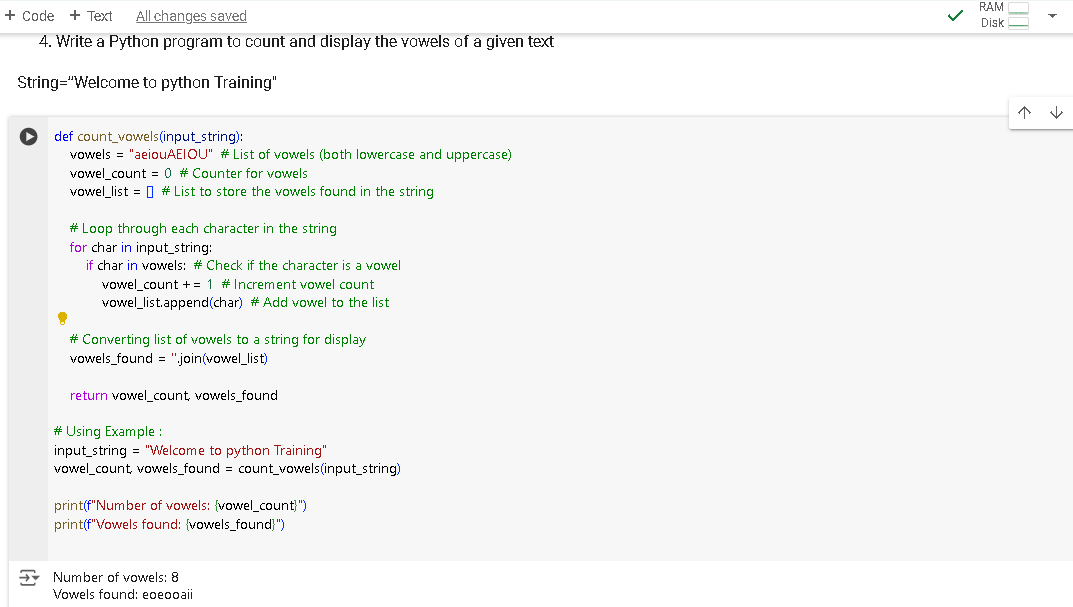 + Code + Text All changes saved
RAM
Disk
4. Write a Python program to count and display the vowels of a given text
String="Welcome to python Training"
def count_vowels(input_string):
    vowels = "aeiouAEIOU"  # List of vowels (both lowercase and uppercase)
    vowel_count = 0  # Counter for vowels
    vowel_list = []  # List to store the vowels found in the string

    # Loop through each character in the string
    for char in input_string:
        if char in vowels:  # Check if the character is a vowel
            vowel_count += 1  # Increment vowel count
            vowel_list.append(char)  # Add vowel to the list

    # Converting list of vowels to a string for display
    vowels_found = ''.join(vowel_list)

    return vowel_count, vowels_found

# Using Example :
input_string = "Welcome to python Training"
vowel_count, vowels_found = count_vowels(input_string)

print(f"Number of vowels: {vowel_count}")
print(f"Vowels found: {vowels_found}")

Number of vowels: 8
Vowels found: eoeooaii